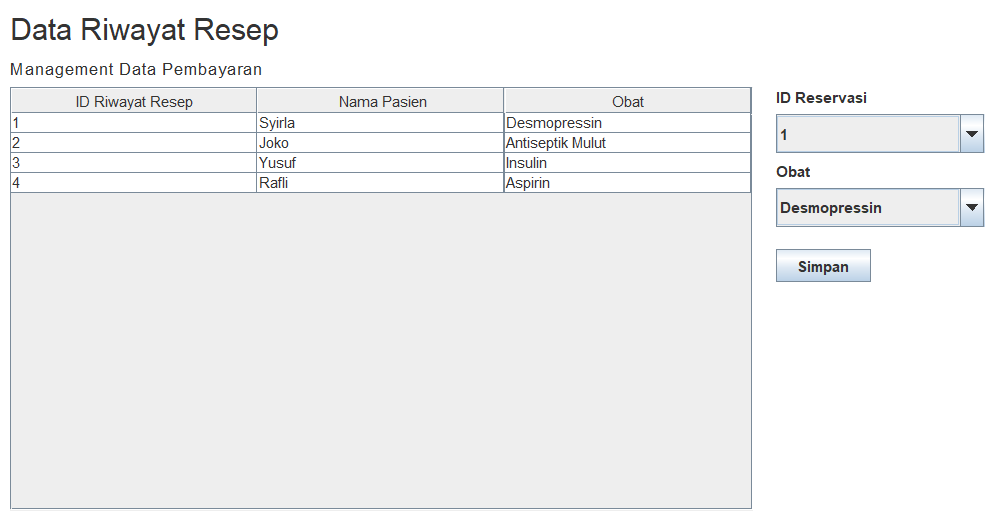 Data Riwayat Resep
Management Data Pembayaran
ID Riwayat Resep Nama Pasien Obat
1 Syirla Desmopressin
2 Joko Antiseptik Mulut
3 Yusuf Insulin
4 Rafli Aspirin
ID Reservasi
1
Obat
Desmopressin
Simpan